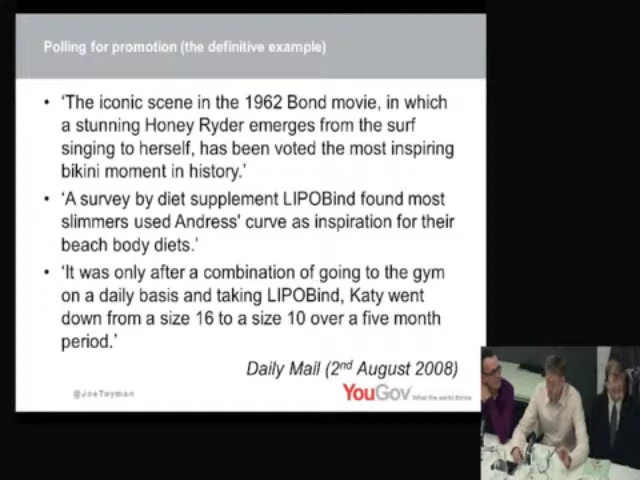 Polling for promotion (the definitive example)
• ‘The iconic scene in the 1962 Bond movie, in which
a stunning Honey Ryder emerges from the surf
singing to herself, has been voted the most inspiring
bikini moment in history.’
• ‘A survey by diet supplement LIPOBind found most
slimmers used Andress' curve as inspiration for their
beach body diets.’
• ‘It was only after a combination of going to the gym
on a daily basis and taking LIPOBind, Katy went
down from a size 16 to a size 10 over a five month
period.’
Daily Mail (2nd August 2008)
@JoeTwyman
YouGov What the world thinks